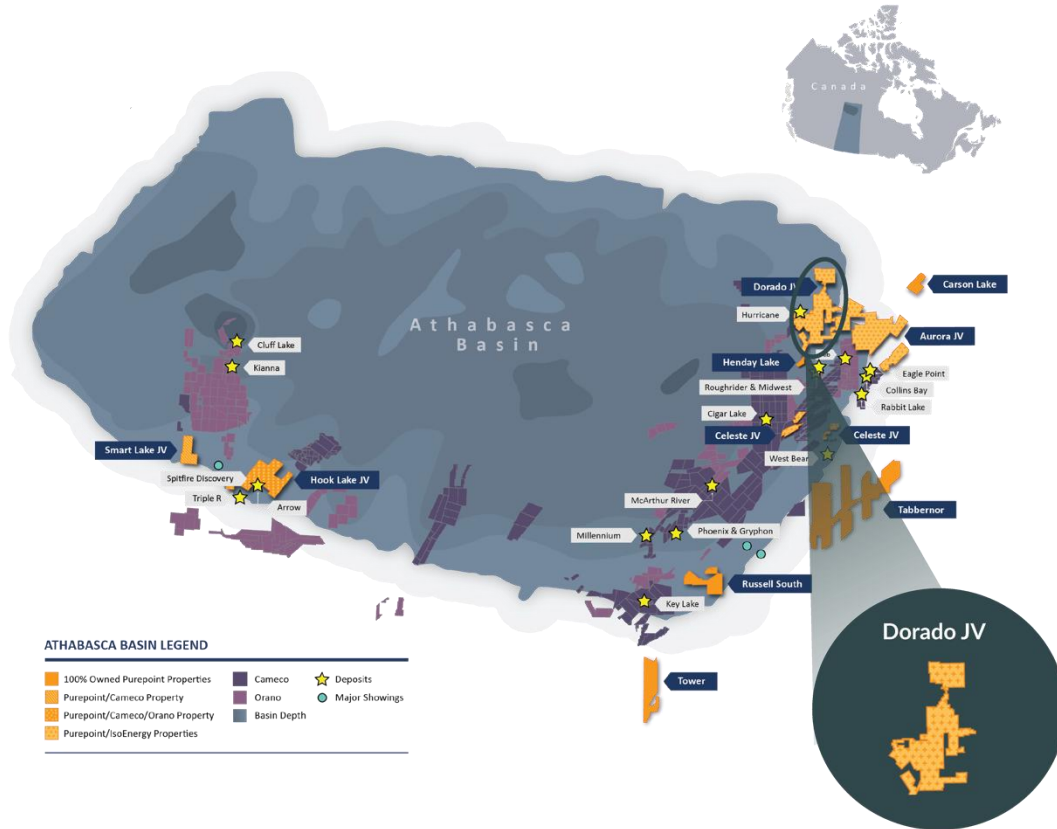 Canada
Athabasca
Basin
Dorado JV
Carson Lake
Hurricane
Aurora JV
Cluff Lake
Kianna
Henday Lake
Eagle Point
Roughrider & Midwest
Collins Bay
Rabbit Lake
Cigar Lake
Celeste JV
Celeste JV
Smart Lake JV
West Bear
Spitfire Discovery
Hook Lake JV
Triple R
Arrow
McArthur River
Tabbernor
Millennium
Phoenix & Gryphon
Russell South
Key Lake
Tower
Dorado JV
ATHABASCA BASIN LEGEND
100% Owned Purepoint Properties
Purepoint/Cameco Property
Purepoint/Cameco/Orano Property
Purepoint/IsoEnergy Properties
Cameco
Orano
Basin Depth
Deposits
Major Showings